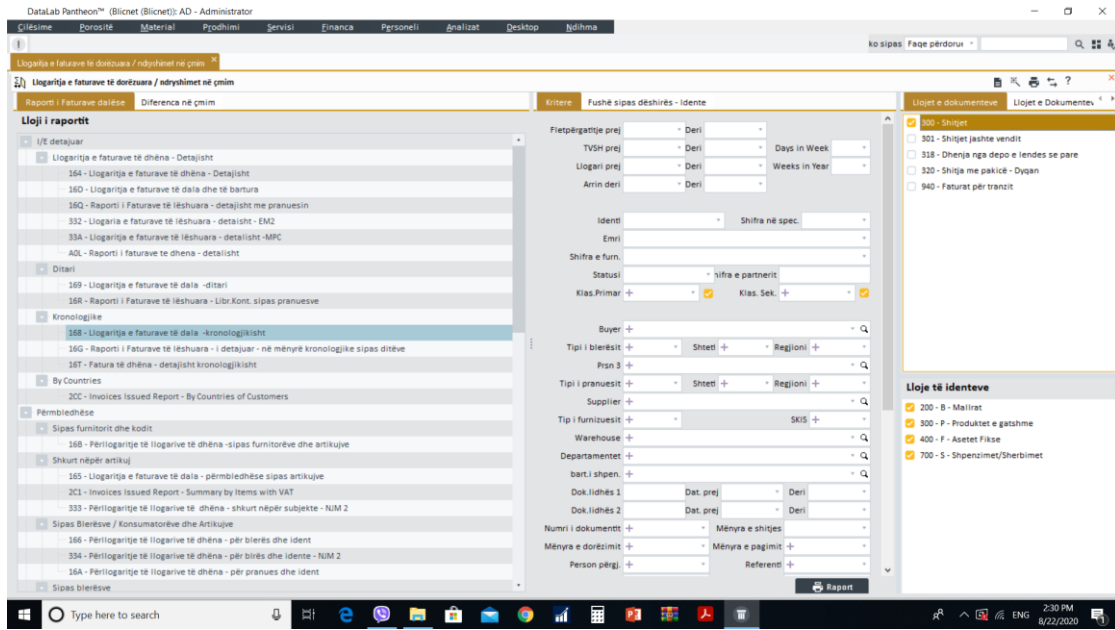 DataLab Pantheon™ (Blicnet (Blicnet)): AD - Administrator
Cilësime Porositë Material Prodhimi Servisi Financa Personeli Analizat Desktop Ndihma
ko sipas Faqe përdorue
Llogaritja e faturave të dorëzuara / ndryshimet në çmim
Llogaritja e faturave të dorëzuara / ndryshimet në çmim
Raporti i Faturave dalëse Diferenca në çmim
Lloji i raportit
I/E detajuar
Llogaritja e faturave të dhëna - Detajisht
164 - Llogaritja e faturave të dhëna - Detajisht
16D - Llogaritja e faturave të dala dhe të bartura
16Q - Raporti i Faturave të lëshuara - detajisht me pranuesin
332 - Llogaria e faturave të lëshuara - detaisht - EM2
33A - Llogaritja e faturave të lëshuara - detalisht -MPC
A0L - Raporti i faturave te dhena - detalisht
Ditari
169 - Llogaritja e faturave të dala -ditari
16R - Raporti i Faturave të lëshuara - Libr.Kont. sipas pranuesve
Kronologjike
168 - Llogaritja e faturave të dala -kronologjikisht
16G - Raporti i Faturave të lëshuara - i detajuar - në mënyrë kronologjike sipas ditëve
16T - Fatura të dhëna - detajisht kronologjikisht
By Countries
2CC - Invoices Issued Report - By Countries of Customers
Përmbledhëse
Sipas furnitorit dhe kodit
16B - Përllogaritje të llogarive të dhëna -sipas furnitorëve dhe artikujve
Shkurt nëpër artikuj
165 - Llogaritja e faturave të dala - përmbledhëse sipas artikujve
2C1 - Invoices Issued Report - Summary by Items with VAT
333 - Përllogaritje të llogarive të dhëna - shkurt nëpër subjekte - NJM 2
Sipas Blerësve / Konsumatorëve dhe Artikujve
166 - Përllogaritje të llogarive të dhëna - për blerës dhe ident
334 - Përllogaritje të llogarive të dhëna - për blrës dhe idente - NJM 2
16A - Përllogaritje të llogarive të dhëna - për pranues dhe ident
Sipas blerësve
Kritere Fushë sipas dëshirës - Idente
Fletpërgatitje prej Deri
TVSH prej Deri Days in Week
Llogari prej Deri Weeks in Year
Arrin deri Deri
Identi Shifra në spec.
Emri
Shifra e furn.
Statusi hifra e partnerit
Klas.Primar Klas. Sek.
Buyer
Tipi i blerësit Shteti Regjioni
Prsn 3
Tipi i pranuesit Shteti Regjioni
Supplier
Tip i furnizuesit SKIS
Warehouse
Departamentet
bart.i shpen.
Dok.lidhës 1 Dat. prej Deri
Dok.lidhës 2 Dat. prej Deri
Numri i dokumentit Mënyra e shitjes
Mënyra e dorëzimit Mënyra e pagimit
Person përgj. Referenti
Raport
Llojet e dokumenteve Llojet e Dokumentev
300 - Shitjet
301 - Shitjet jashte vendit
318 - Dhenja nga depo e lendes se pare
320 - Shitja me pakicë - Dyqan
940 - Faturat për tranzit
Lloje të identeve
200 - B - Mallrat
300 - P - Produktet e gatshme
400 - F - Asetet Fikse
700 - S - Shpenzimet/Sherbimet
Type here to search
ENG
2:30 PM
8/22/2020